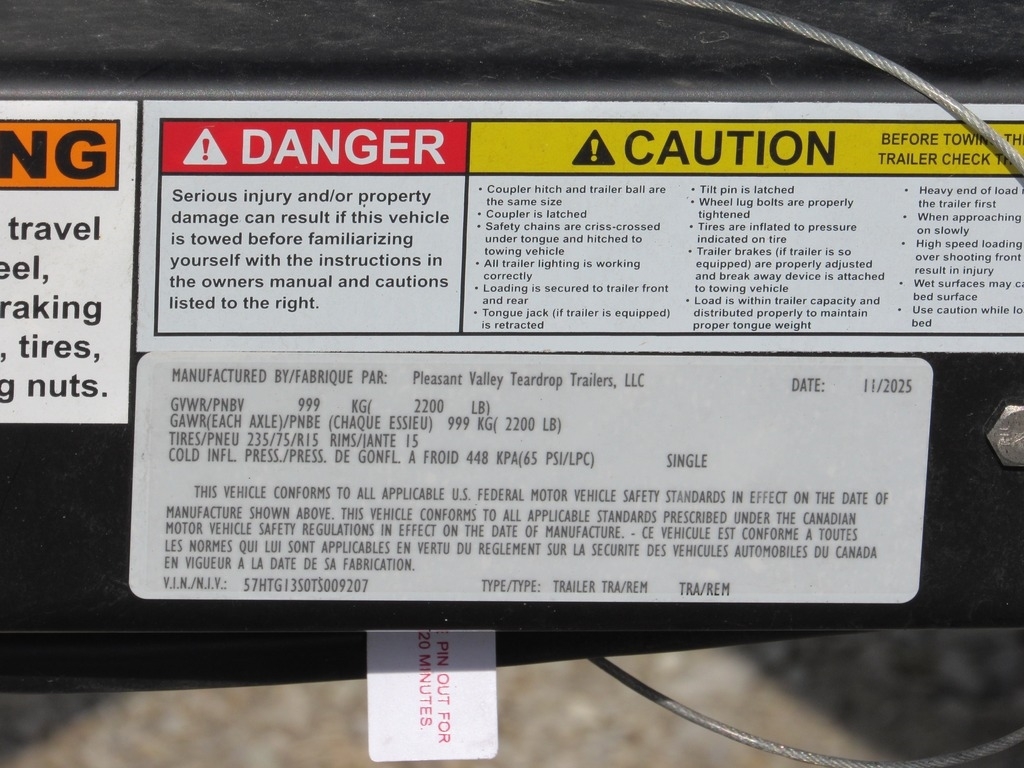 NG
travel
eel,
raking
, tires,
g nuts.
DANGER
Serious injury and/or property
damage can result if this vehicle
is towed before familiarizing
yourself with the instructions in
the owners manual and cautions
listed to the right.
CAUTION
BEFORE TOWIN THE
TRAILER CHECK TH
• Coupler hitch and trailer ball are
the same size
• Coupler is latched
• Safety chains are criss-crossed
under tongue and hitched to
towing vehicle
• All trailer lighting is working
correctly
• Loading is secured to trailer front
and rear
• Tongue jack (if trailer is equipped)
is retracted
• Tilt pin is latched
• Wheel lug bolts are properly
tightened
• Tires are inflated to pressure
indicated on tire
• Trailer brakes (if trailer is so
equipped) are properly adjusted
and break away device is attached
to towing vehicle
• Load is within trailer capacity and
distributed properly to maintain
proper tongue weight
• Heavy end of load
the trailer first
• When approaching
on slowly
• High speed loading
over shooting front
result in injury
• Wet surfaces may ca
bed surface
• Use caution while lo
bed
MANUFACTURED BY/FABRIQUE PAR: Pleasant Valley Teardrop Trailers, LLC DATE: 11/2025
GVWR/PNBV 999 KG( 2200 LB)
GAWR(EACH AXLE)/PNBE (CHAQUE ESSIEU) 999 KG( 2200 LB)
TIRES/PNEU 235/75/R15 RIMS/JANTE 15
COLD INFL. PRESS./PRESS. DE GONFL. A FROID 448 KPA(65 PSI/LPC) SINGLE
THIS VEHICLE CONFORMS TO ALL APPLICABLE U.S. FEDERAL MOTOR VEHICLE SAFETY STANDARDS IN EFFECT ON THE DATE OF
MANUFACTURE SHOWN ABOVE. THIS VEHICLE CONFORMS TO ALL APPLICABLE STANDARDS PRESCRIBED UNDER THE CANADIAN
MOTOR VEHICLE SAFETY REGULATIONS IN EFFECT ON THE DATE OF MANUFACTURE. - CE VEHICULE EST CONFORME A TOUTES
LES NORMES QUI LUI SONT APPLICABLES EN VERTU DU REGLEMENT SUR LA SECURITE DES VEHICULES AUTOMOBILES DU CANADA
EN VIGUEUR A LA DATE DE SA FABRICATION.
V.I.N./N.I.V.: 57HTG13S0TS009207 TYPE/TYPE: TRAILER TRA/REM TRA/REM
PIN OUT FOR
20 MINUTES.